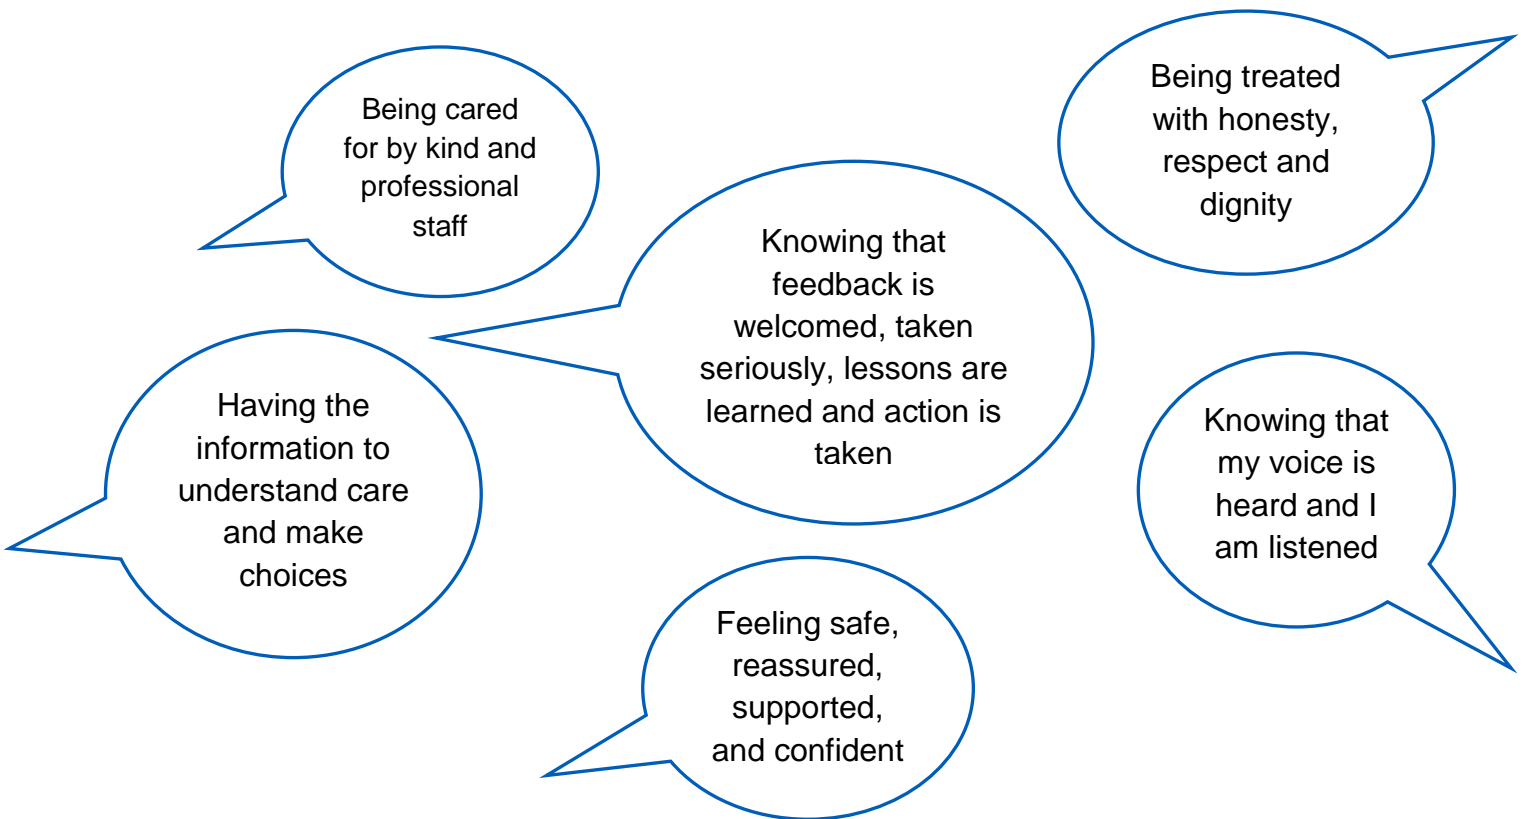 Being cared
for by kind and
professional
staff
Being treated
with honesty,
respect and
dignity
Knowing that
feedback is
welcomed, taken
seriously, lessons are
learned and action is
taken
Having the
information to
understand care
and make
choices
Knowing that
my voice is
heard and I
am listened
Feeling safe,
reassured,
supported,
and confident